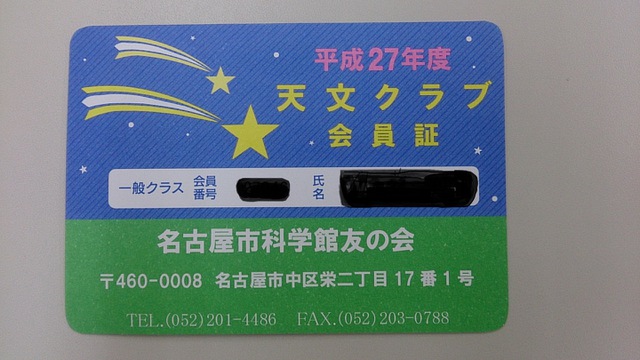 平成27年度
天文クラブ
会員証
一般クラス 会員番号 氏名
名古屋市科学館友の会
〒460-0008 名古屋市中区栄二丁目17番1号
TEL.(052)201-4486 FAX.(052)203-0788